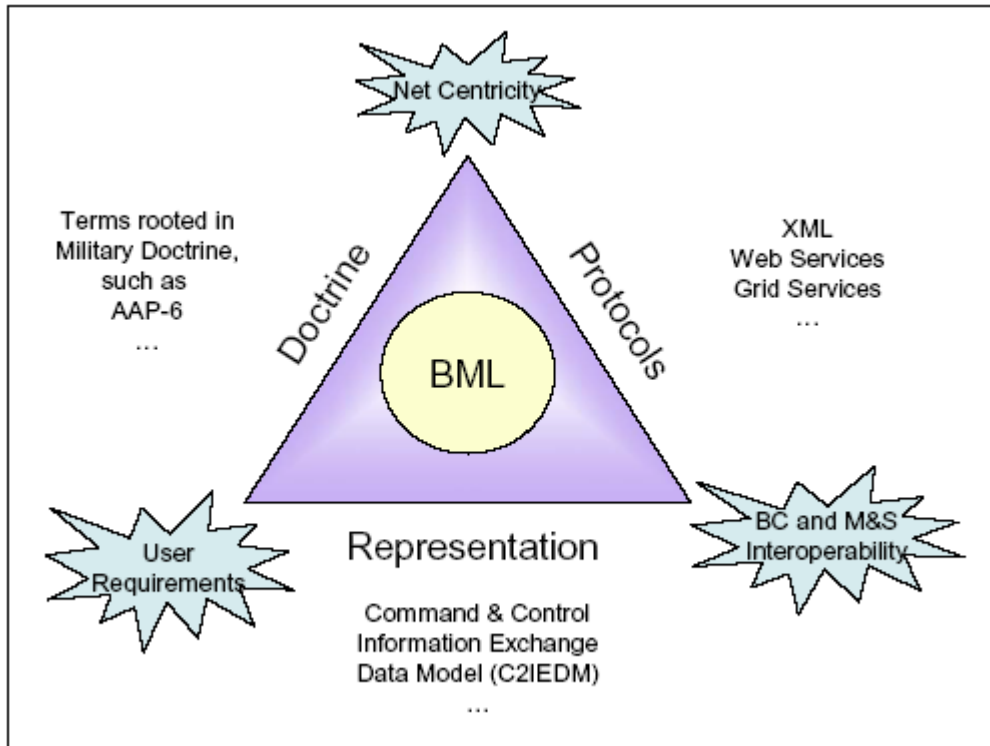 Net Centricity
Terms rooted in
Military Doctrine,
such as
AAP-6
...
Doctrine
Protocols
XML
Web Services
Grid Services
...
BML
User
Requirements
Representation
BC and M&S
Interoperability
Command & Control
Information Exchange
Data Model (C2IEDM)
...